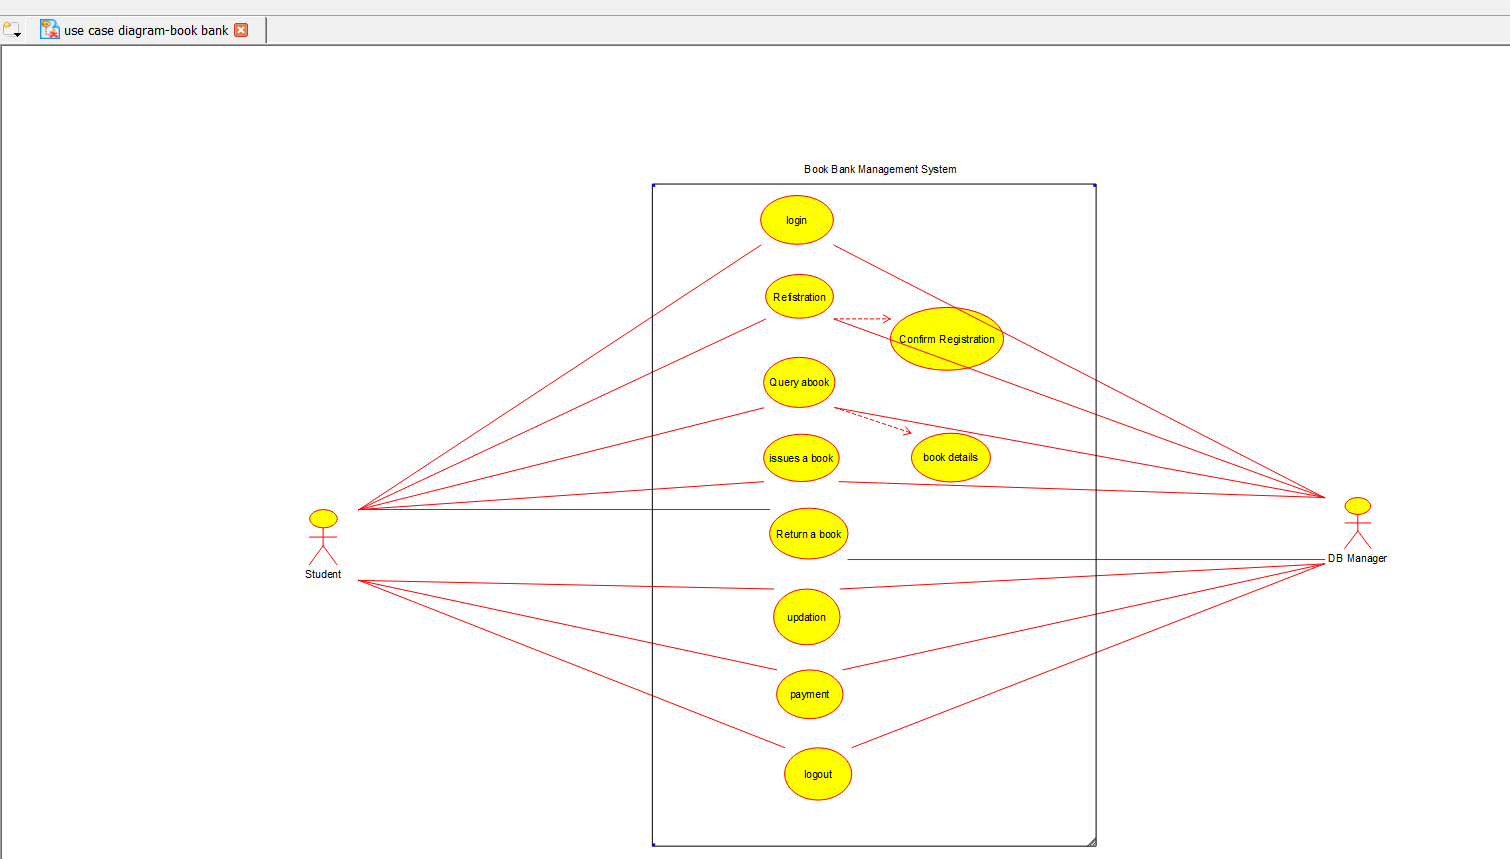 use case diagram-book bank
Book Bank Management System
login
Refistration
Confirm Registration
Query abook
issues a book
book details
Return a book
Student
DB Manager
updation
payment
logout